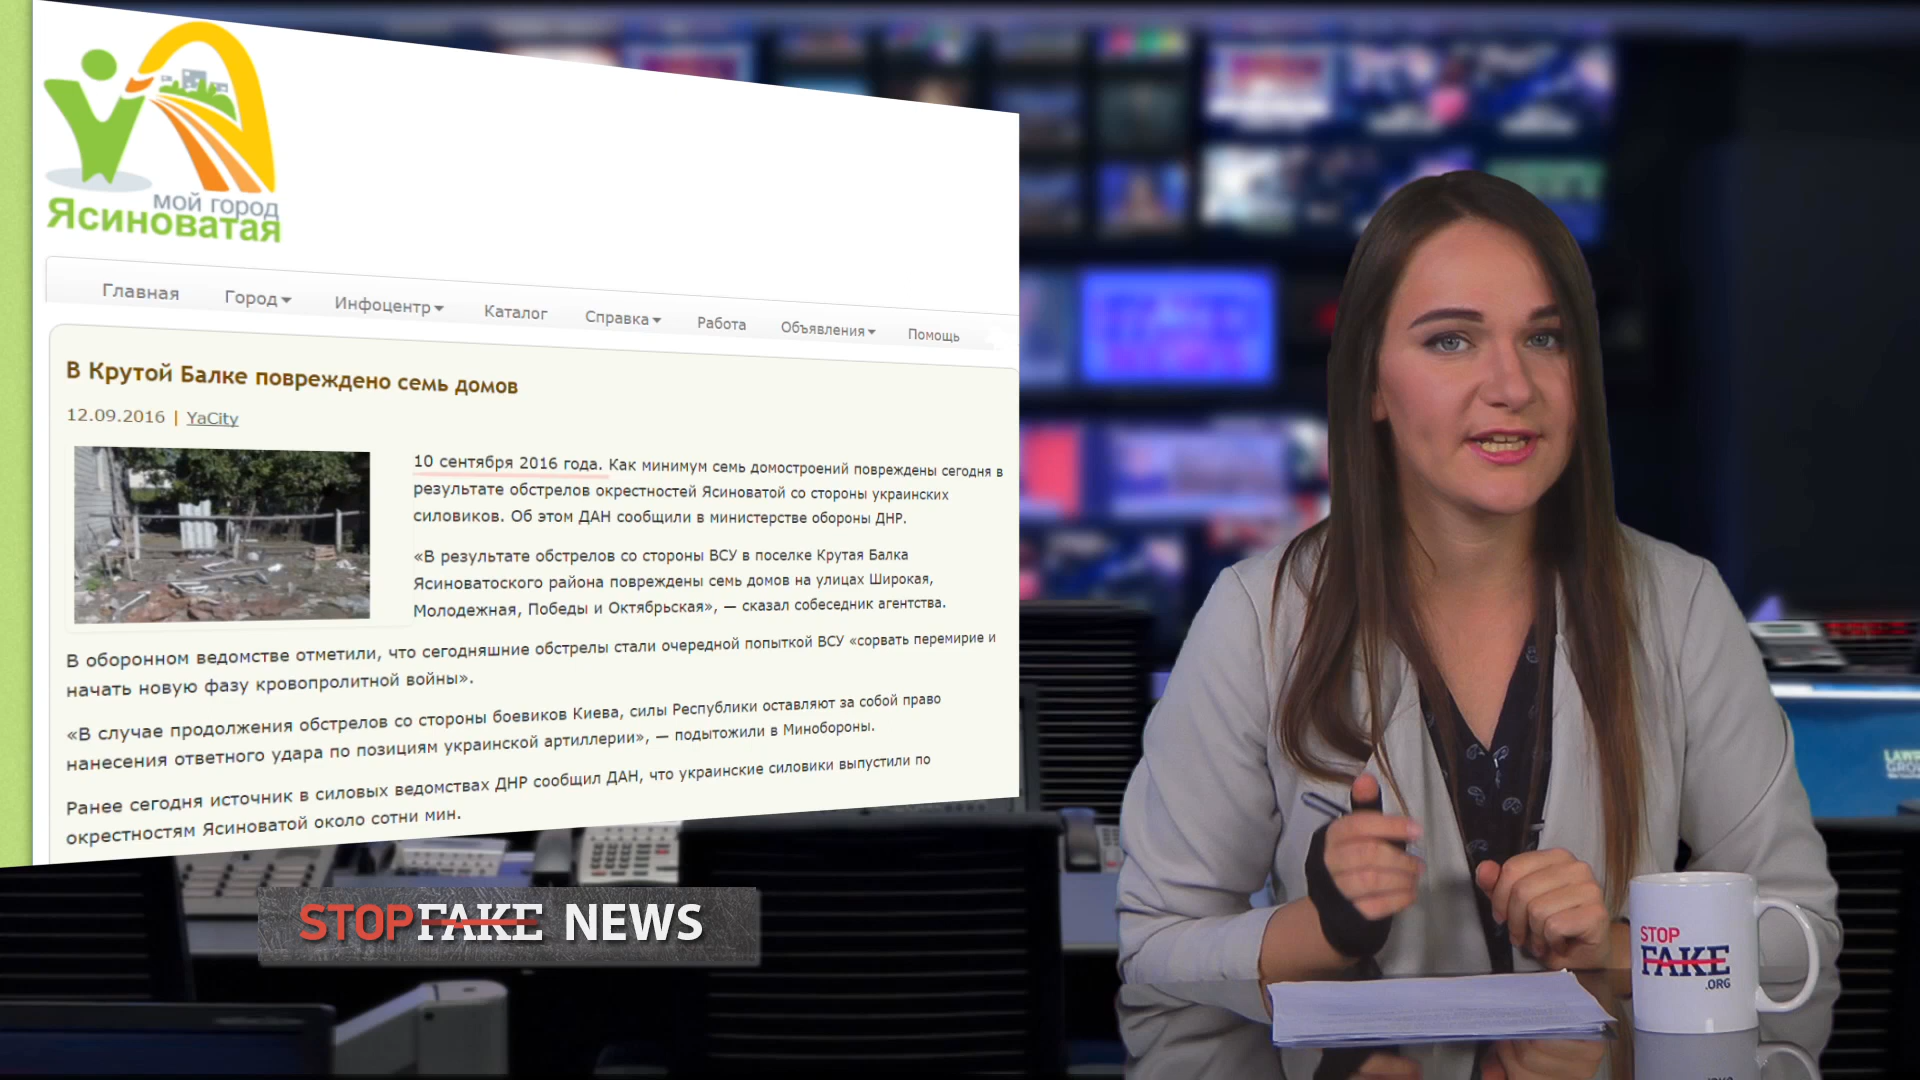 мой город
Ясиноватая
Главная Город Инфоцентр Каталог Справка Работа Объявления Помощь
В Крутой Балке повреждено семь домов
12.09.2016 | YaCity
10 сентября 2016 года. Как минимум семь домостроений повреждены сегодня в
результате обстрелов окрестностей Ясиноватой со стороны украинских
силовиков. Об этом ДАН сообщили в министерстве обороны ДНР.
«В результате обстрелов со стороны ВСУ в поселке Крутая Балка
Ясиноватоского района повреждены семь домов на улицах Широкая,
Молодежная, Победы и Октябрьская», — сказал собеседник агентства.
В оборонном ведомстве отметили, что сегодняшние обстрелы стали очередной попыткой ВСУ «сорвать перемирие и
начать новую фазу кровопролитной войны».
«В случае продолжения обстрелов со стороны боевиков Киева, силы Республики оставляют за собой право
нанесения ответного удара по позициям украинской артиллерии», — подытожили в Минобороны.
Ранее сегодня источник в силовых ведомствах ДНР сообщил ДАН, что украинские силовики выпустили по
окрестностям Ясиноватой около сотни мин.
STOPFAKE NEWS
STOP
FAKE
.ORG